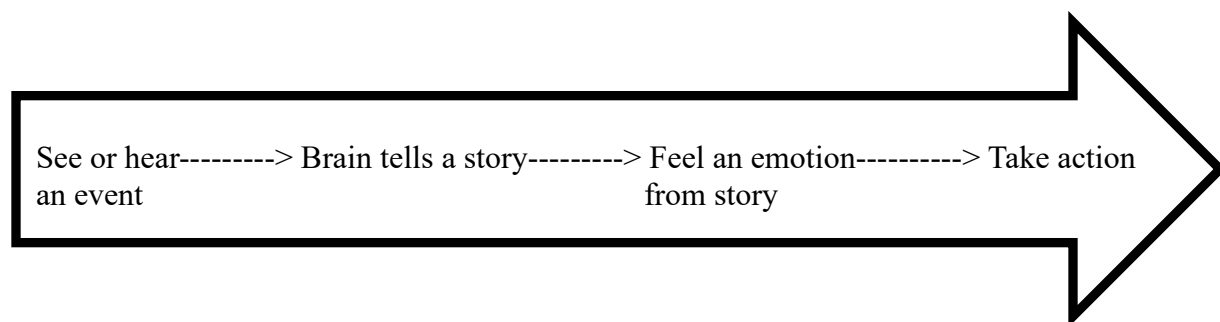 See or hear---------> Brain tells a story---------> Feel an emotion----------> Take action
an event from story